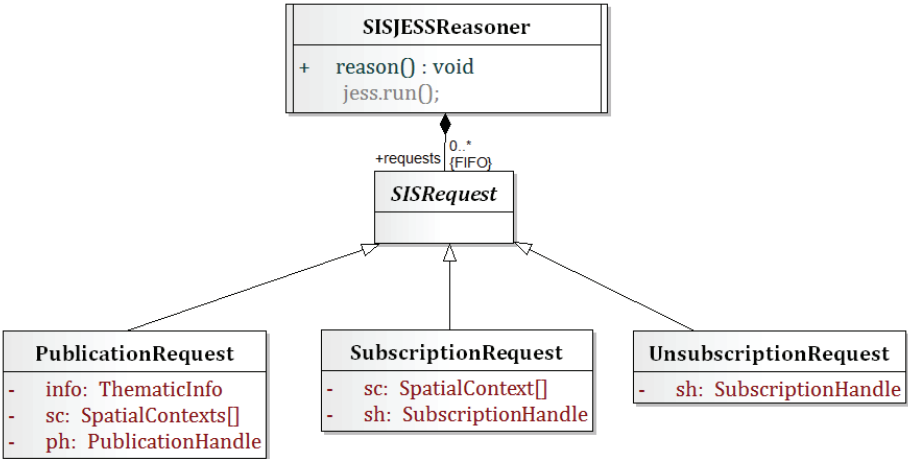 SISJESSReasoner
+ reason() : void
jess.run();
+requests
0..*
{FIFO}
SISRequest
PublicationRequest
- info: ThematicInfo
- sc: SpatialContexts[]
- ph: PublicationHandle
SubscriptionRequest
- sc: SpatialContext[]
- sh: SubscriptionHandle
UnsubscriptionRequest
- sh: SubscriptionHandle